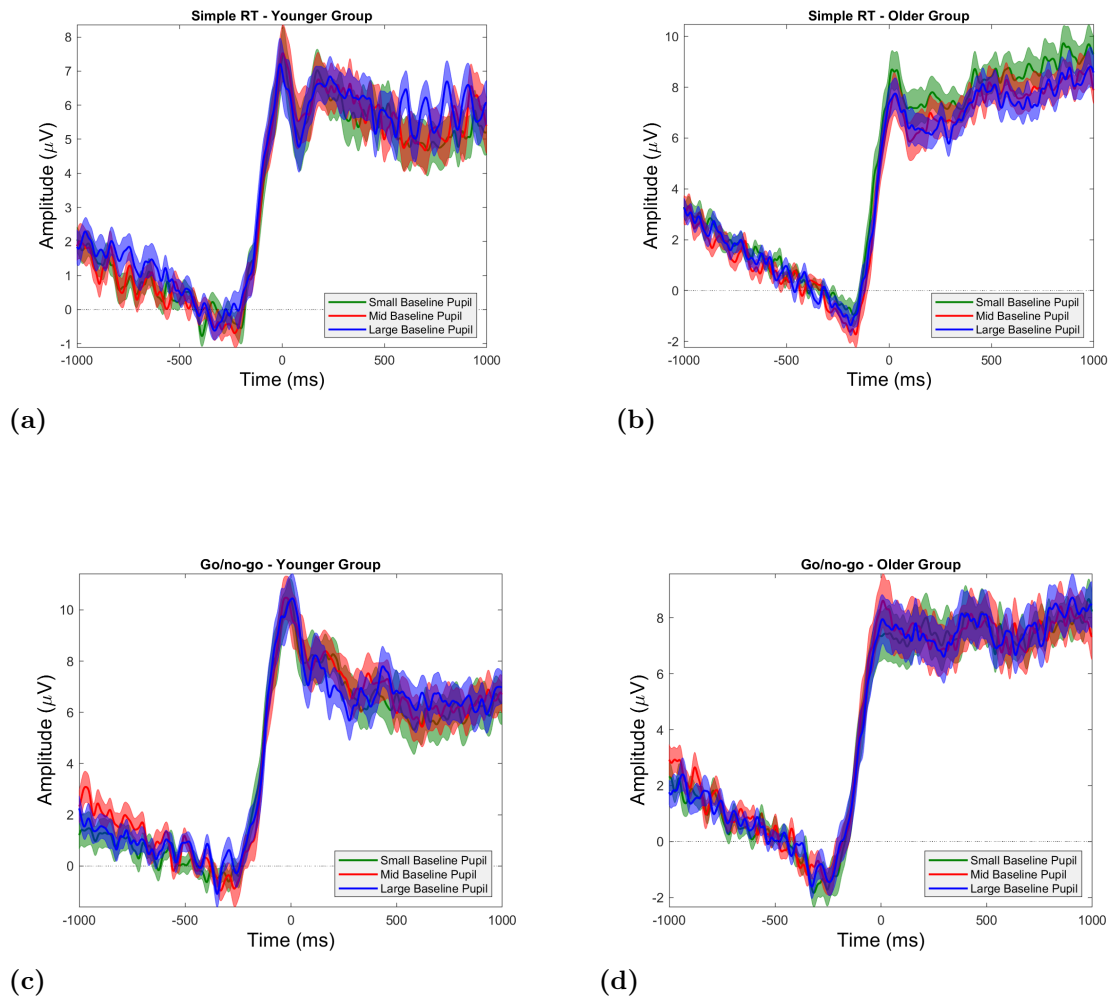 Simple RT - Younger Group
8
7
6
5
4
3
2
1
0
-1
Amplitude (μV)
-1000 -500 0 500 1000
Time (ms)
Small Baseline Pupil
Mid Baseline Pupil
Large Baseline Pupil
(a)
Simple RT - Older Group
10
8
6
4
2
0
-2
Amplitude (μV)
-1000 -500 0 500 1000
Time (ms)
Small Baseline Pupil
Mid Baseline Pupil
Large Baseline Pupil
(b)
Go/no-go - Younger Group
10
8
6
4
2
0
Amplitude (μV)
-1000 -500 0 500 1000
Time (ms)
Small Baseline Pupil
Mid Baseline Pupil
Large Baseline Pupil
(c)
Go/no-go - Older Group
8
6
4
2
0
-2
Amplitude (μV)
-1000 -500 0 500 1000
Time (ms)
Small Baseline Pupil
Mid Baseline Pupil
Large Baseline Pupil
(d)